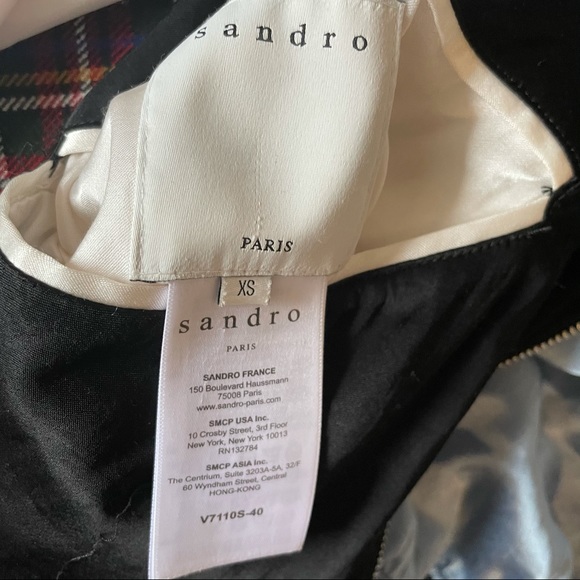 sandro
PARIS
XS
sandro
PARIS
SANDRO FRANCE
150 Boulevard Haussmann
75008 Paris
www.sandro-paris.com
SMCP USA Inc.
10 Crosby Street, 3rd Floor
New York, New York 10013
RN132784
SMCP ASIA Inc.
The Centrium, Suite 3203A-5A, 32/F
60 Wyndham Street, Central
HONG-KONG
V7110S-40